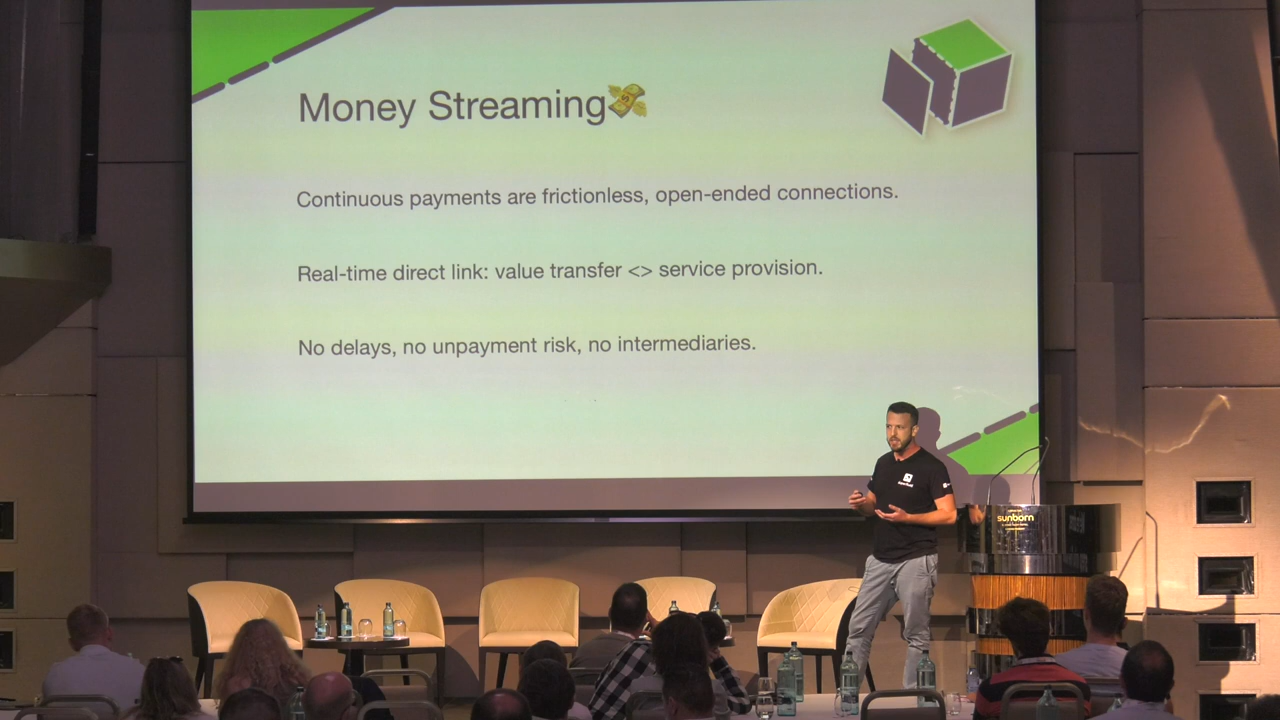 Money Streaming💸
Continuous payments are frictionless, open-ended connections.
Real-time direct link: value transfer <> service provision.
No delays, no unpayment risk, no intermediaries.
sunborn